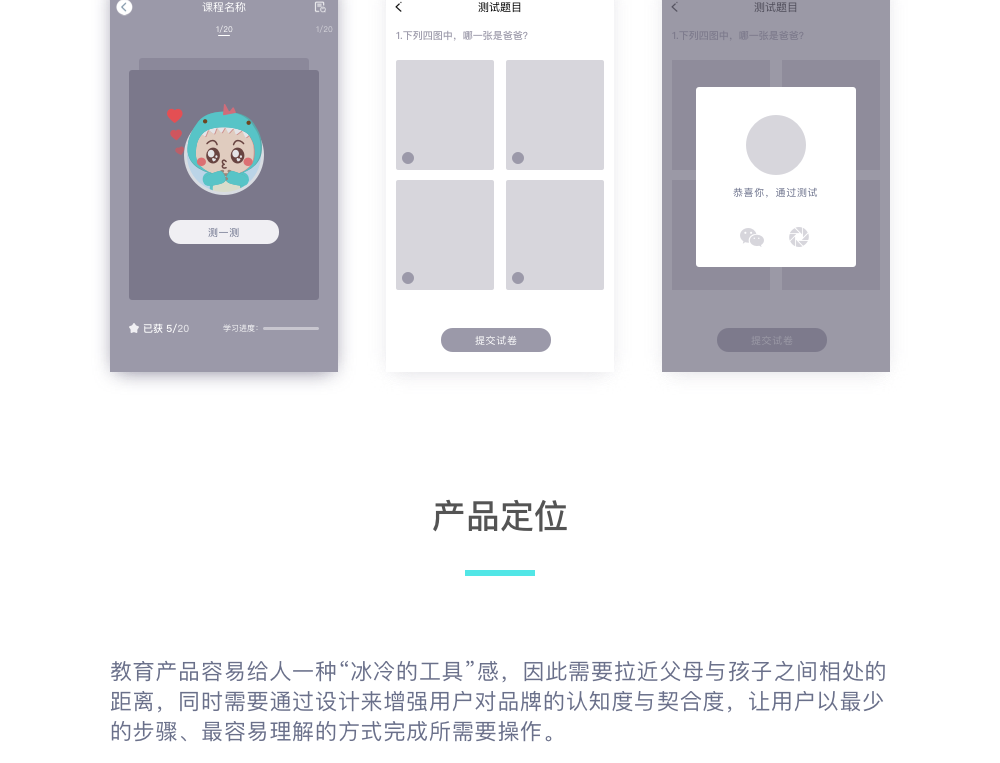 课程名称
1/20
1/20
测一测
已获 5/20
学习进度：
测试题目
1.下列四图中，哪一张是爸爸?
提交试卷
测试题目
1.下列四图中，哪一张是爸爸?
恭喜你，通过测试
提交试卷
产品定位
教育产品容易给人一种“冰冷的工具”感，因此需要拉近父母与孩子之间相处的
距离，同时需要通过设计来增强用户对品牌的认知度与契合度，让用户以最少
的步骤、最容易理解的方式完成所需要操作。